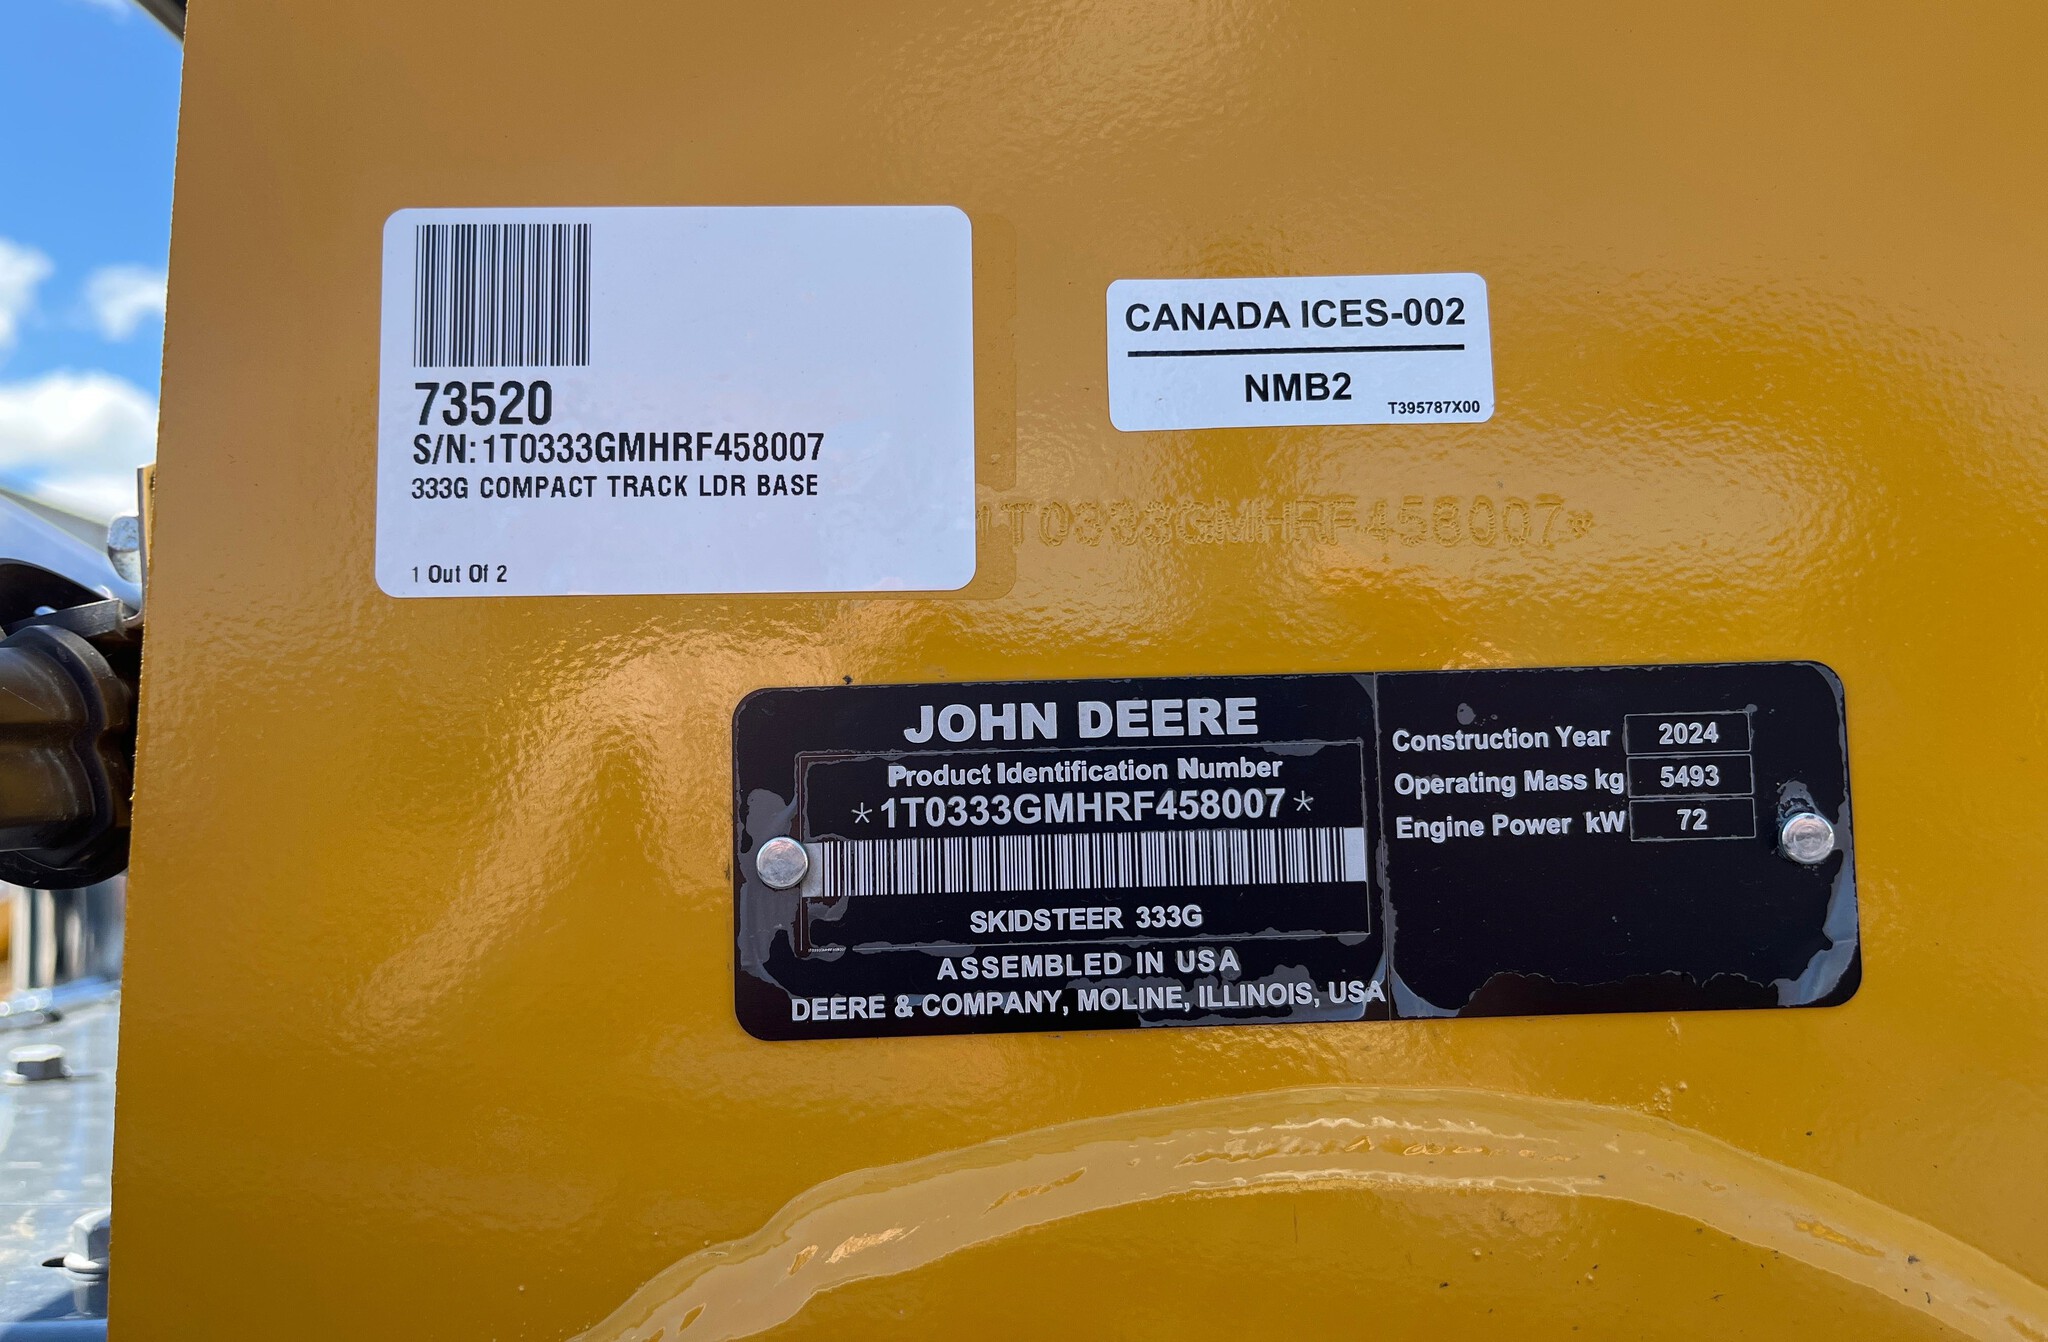 73520
S/N:1T0333GMHRF458007
333G COMPACT TRACK LDR BASE
1 Out Of 2
CANADA ICES-002
NMB2
T395787X00
1T0333GMHRF458007*
JOHN DEERE
Product Identification Number
*1T0333GMHRF458007*
SKIDSTEER 333G
ASSEMBLED IN USA
DEERE & COMPANY, MOLINE, ILLINOIS, USA
Construction Year 2024
Operating Mass kg 5493
Engine Power kW 72